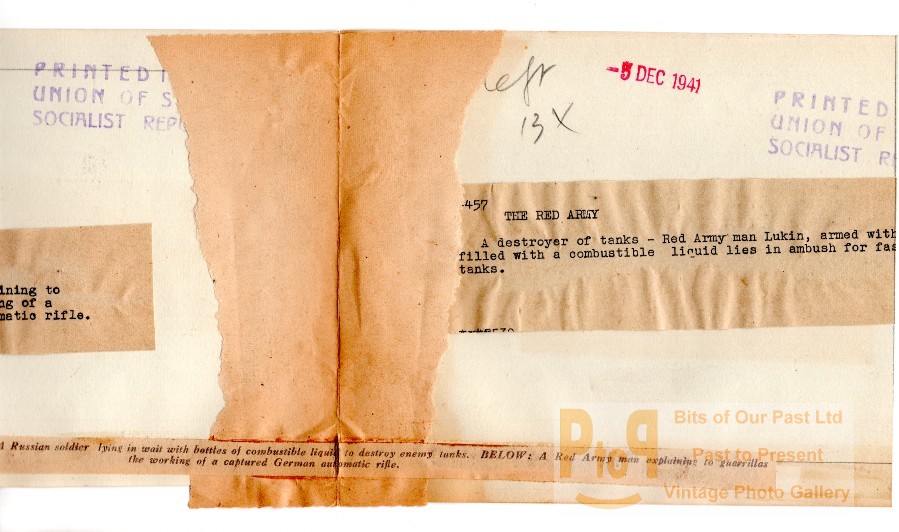 PRINTED I
UNION OF S
SOCIALIST REPU
eft
13 X
-5 DEC 1941
PRINTED
UNION OF
SOCIALIST R
457
THE RED ARMY
A destroyer of tanks - Red Army man Lukin, armed with
filled with a combustible liquid lies in ambush for fas
tanks.
ining to
ng of a
matic rifle.
A Russian soldier lying in wait with bottles of combustible liquid to destroy enemy tanks. BELOW: A Red Army man explaining to guerrillas
the working of a captured German automatic rifle.
PtP
Bits of Our Past Ltd
Past to Present
Vintage Photo Gallery